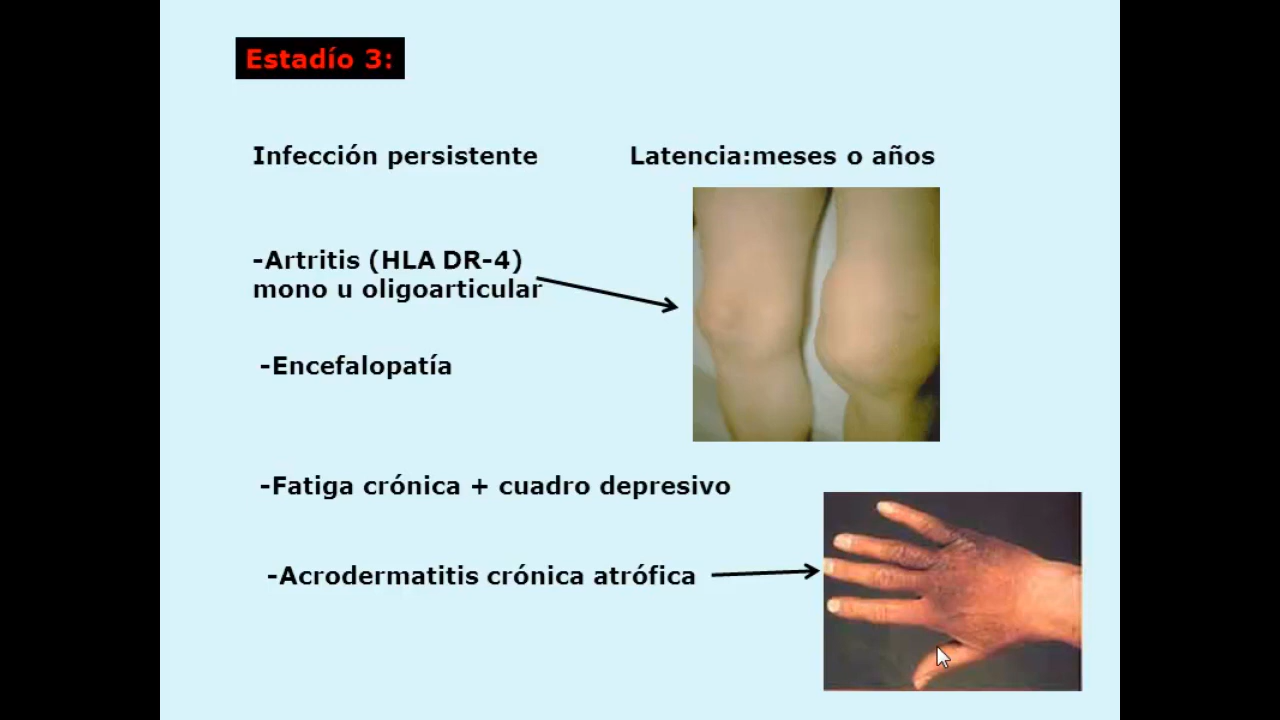 Estadío 3:
Infección persistente
Latencia:meses o años
-Artritis (HLA DR-4)
mono u oligoarticular
-Encefalopatía
-Fatiga crónica + cuadro depresivo
-Acrodermatitis crónica atrófica